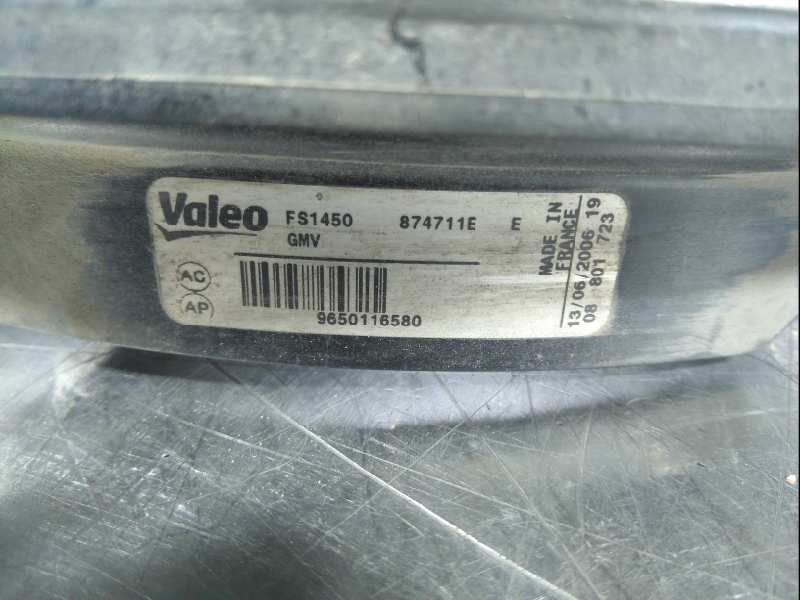 Valeo FS1450 874711E E
GMV
AC
AP
9650116580
MADE IN
FRANCE
13/06/2006 19
08 801 723